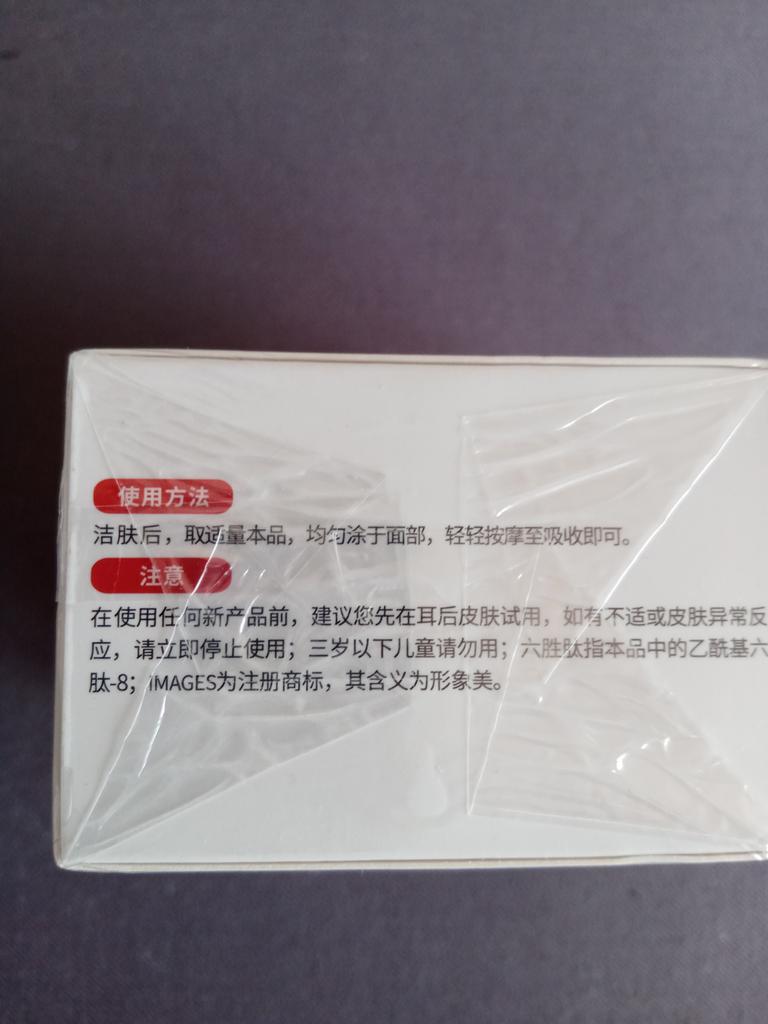 使用方法
洁肤后，取适量本品，均匀涂于面部，轻轻按摩至吸收即可。
注意
在使用任何新产品前，建议您先在耳后皮肤试用，如有不适或皮肤异常反
应，请立即停止使用；三岁以下儿童请勿用；六胜肽指本品中的乙酰基六
肽-8；IMAGES为注册商标，其含义为形象美。